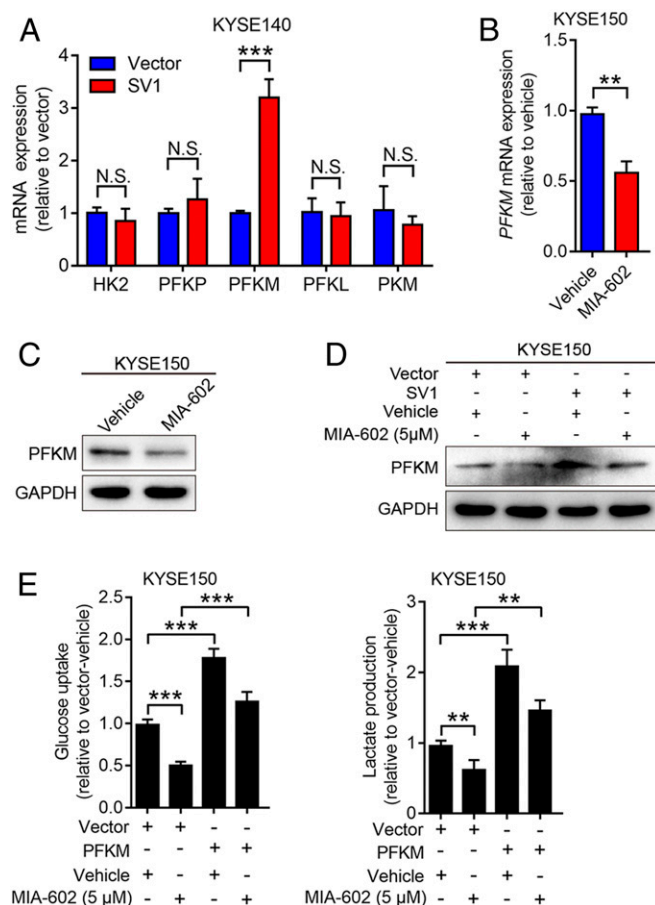 A
KYSE140
mRNA expression
(relative to vector)
Vector
SV1
4
3
2
1
0
N.S.
N.S.
***
N.S.
N.S.
HK2 PFKP PFKM PFKL PKM
B
KYSE150
PFKM mRNA expression
(relative to vehicle)
1.5
1.0
0.5
0.0
**
Vehicle
MIA-602
C
KYSE150
Vehicle
MIA-602
PFKM
GAPDH
D
KYSE150
Vector + + - -
SV1 - - + +
Vehicle + - + -
MIA-602 (5μM) - + - +
PFKM
GAPDH
E
KYSE150
Glucose uptake
(relative to vector-vehicle)
2.5
2.0
1.5
1.0
0.5
0.0
***
***
***
Vector + + - -
PFKM - - + +
Vehicle + - + -
MIA-602 (5 μM) - + - +
KYSE150
Lactate production
(relative to vector-vehicle)
3
2
1
0
**
***
**
Vector + + - -
PFKM - - + +
Vehicle + - + -
MIA-602 (5 μM) - + - +